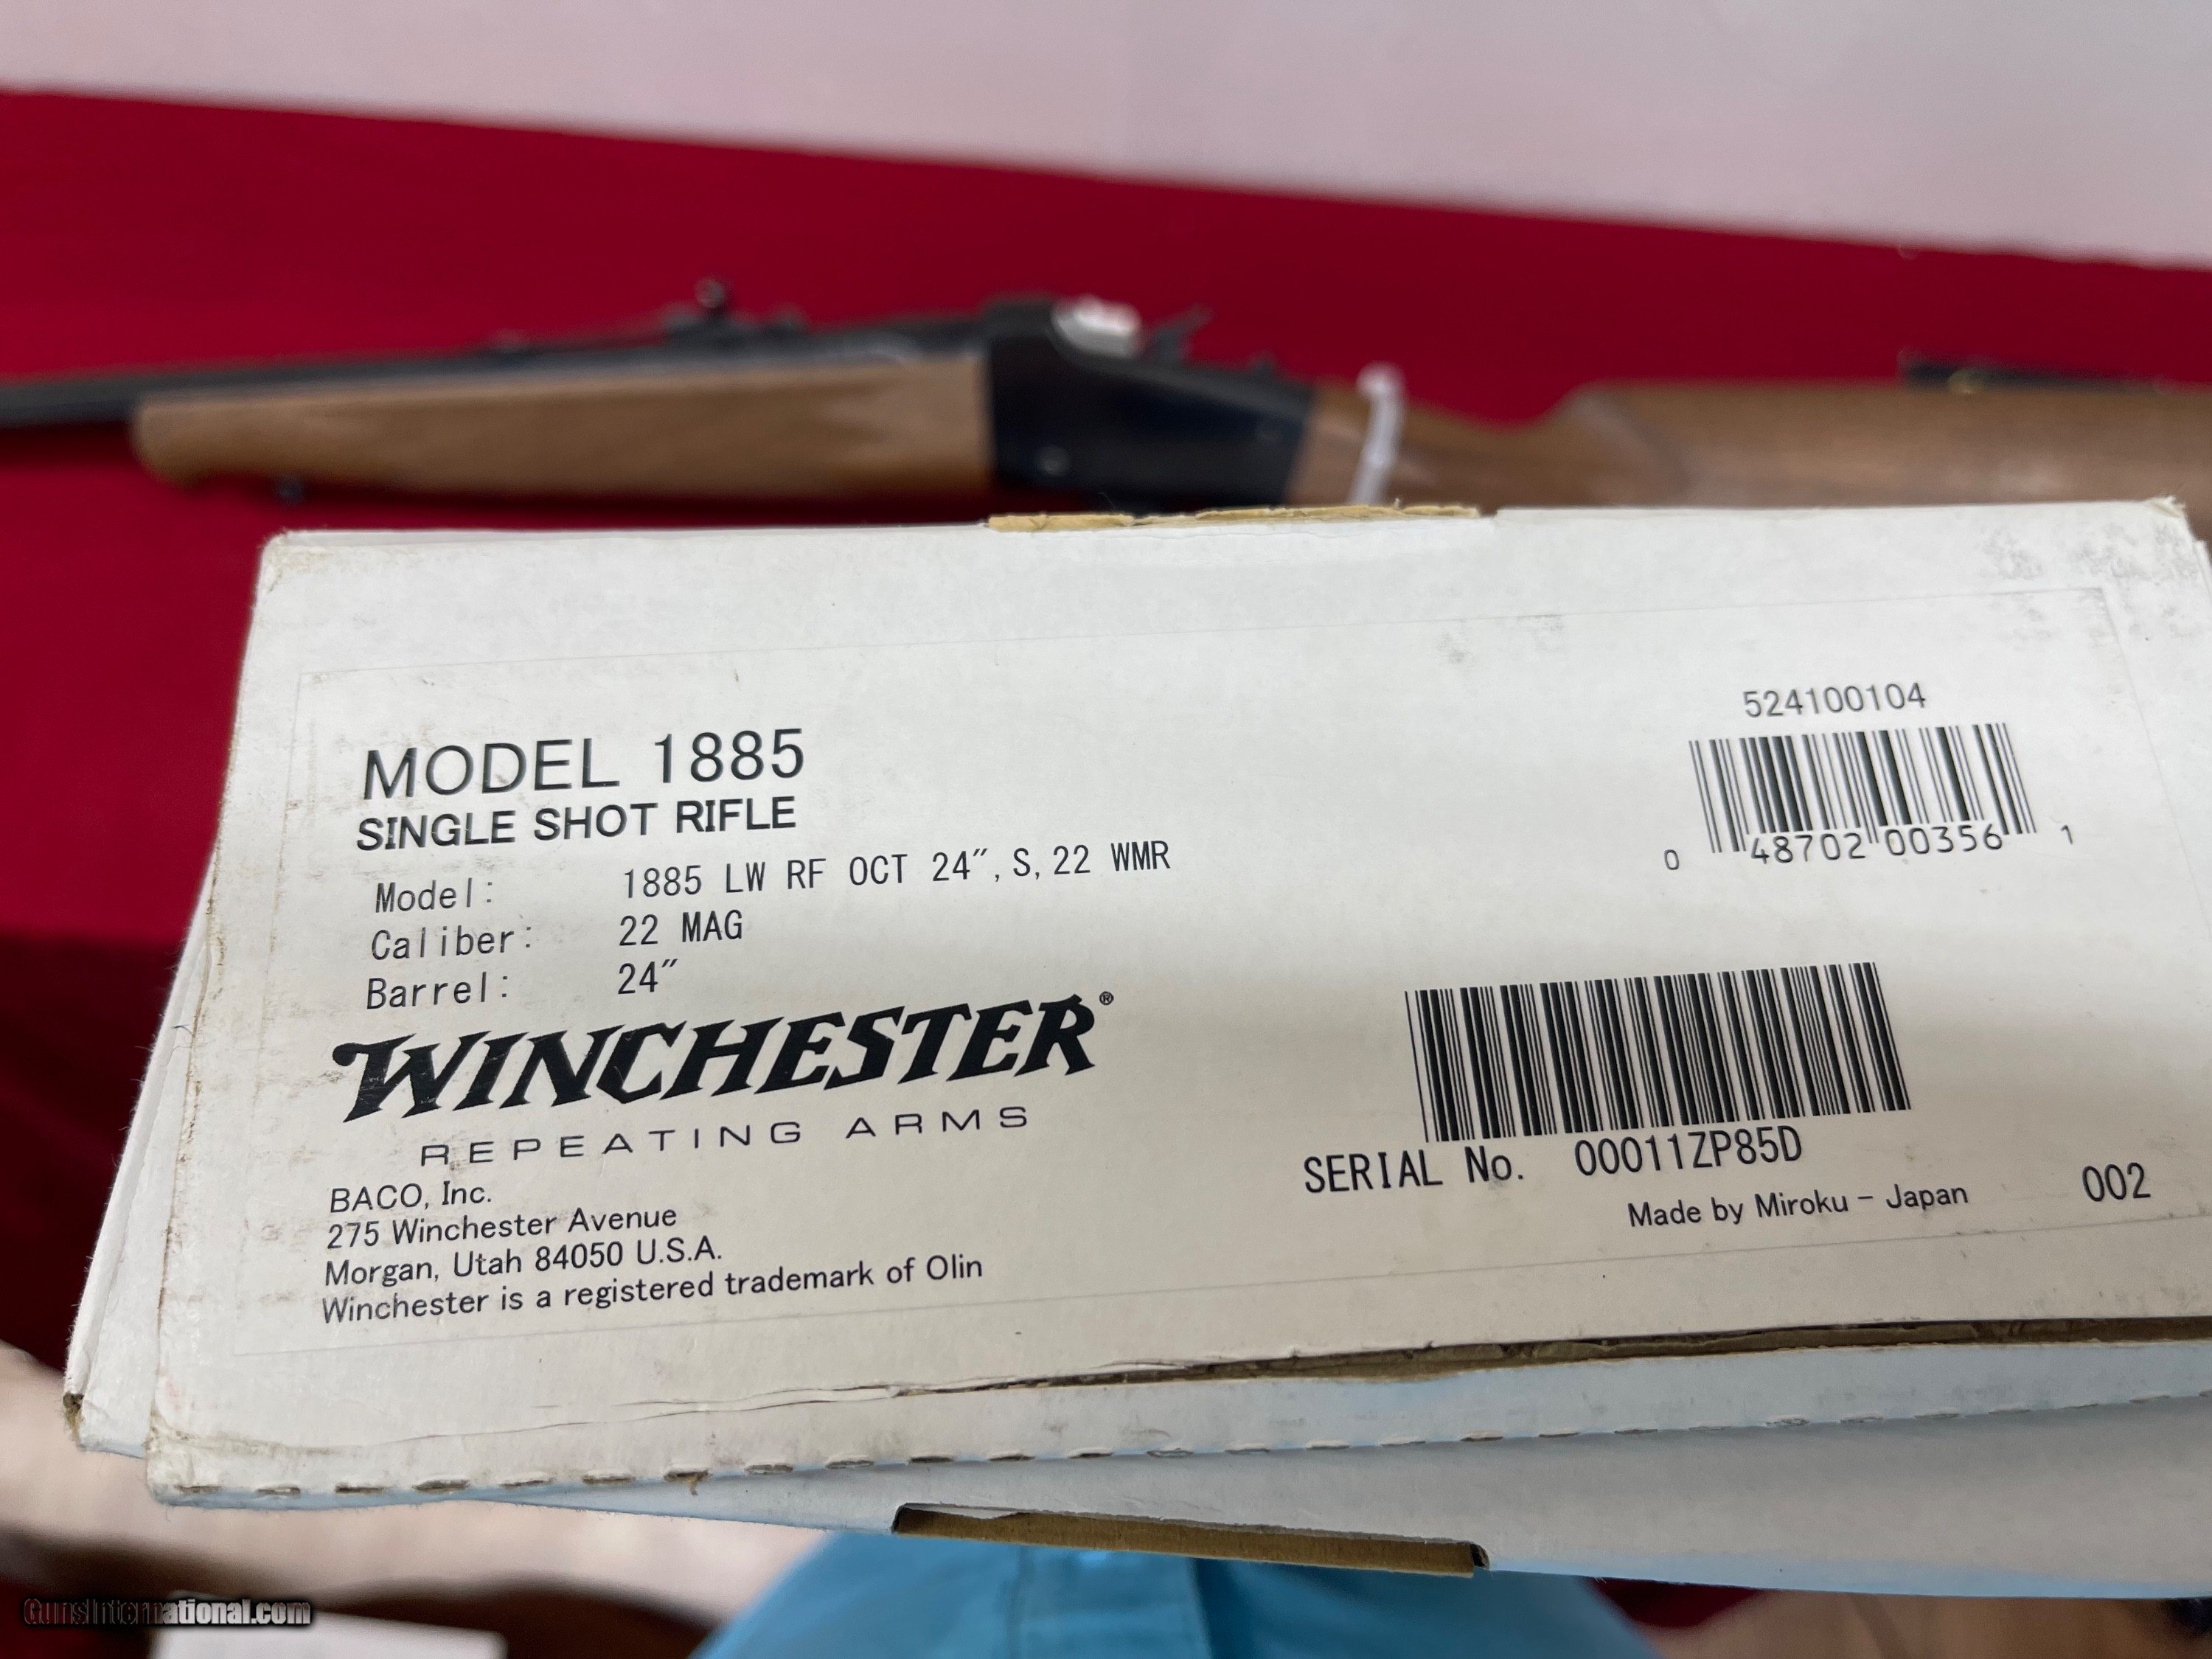 MODEL 1885
SINGLE SHOT RIFLE
Model: 1885 LW RF OCT 24″, S, 22 WMR
Caliber: 22 MAG
Barrel: 24″
WINCHESTER®
REPEATING ARMS
BACO, Inc.
275 Winchester Avenue
Morgan, Utah 84050 U.S.A.
Winchester is a registered trademark of Olin
524100104
0 48702 00356 1
SERIAL No. 00011ZP85D
Made by Miroku - Japan
002
GunsInternational.com